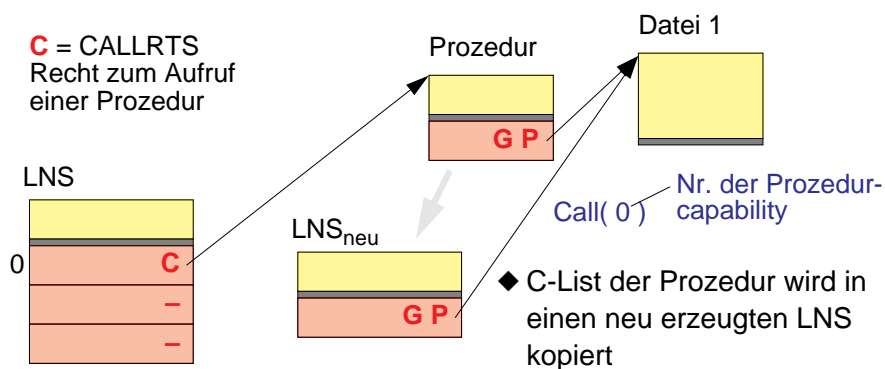 C = CALLRTS
Recht zum Aufruf
einer Prozedur
Prozedur
Datei 1
G P
LNS
0
C
–
–
LNSneu
G P
Call( 0 )
Nr. der Prozedur-
capability
◆ C-List der Prozedur wird in
einen neu erzeugten LNS
kopiert